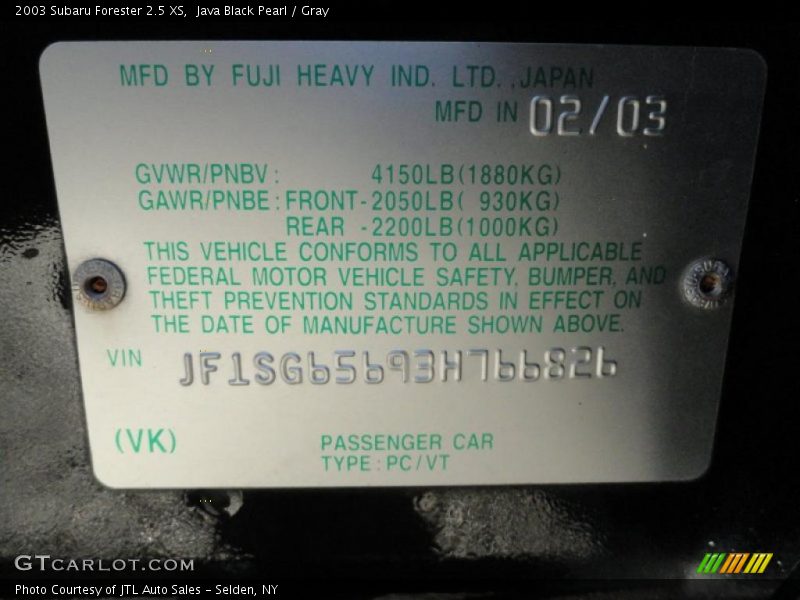 2003 Subaru Forester 2.5 XS, Java Black Pearl / Gray
MFD BY FUJI HEAVY IND. LTD., JAPAN
MFD IN 02/03
GVWR/PNBV: 4150LB(1880KG)
GAWR/PNBE: FRONT-2050LB( 930KG)
REAR -2200LB(1000KG)
THIS VEHICLE CONFORMS TO ALL APPLICABLE
FEDERAL MOTOR VEHICLE SAFETY, BUMPER, AND
THEFT PREVENTION STANDARDS IN EFFECT ON
THE DATE OF MANUFACTURE SHOWN ABOVE.
VIN JF1SG65693H766826
(VK) PASSENGER CAR
TYPE: PC/VT
GTCARLOT.COM
Photo Courtesy of JTL Auto Sales - Selden, NY